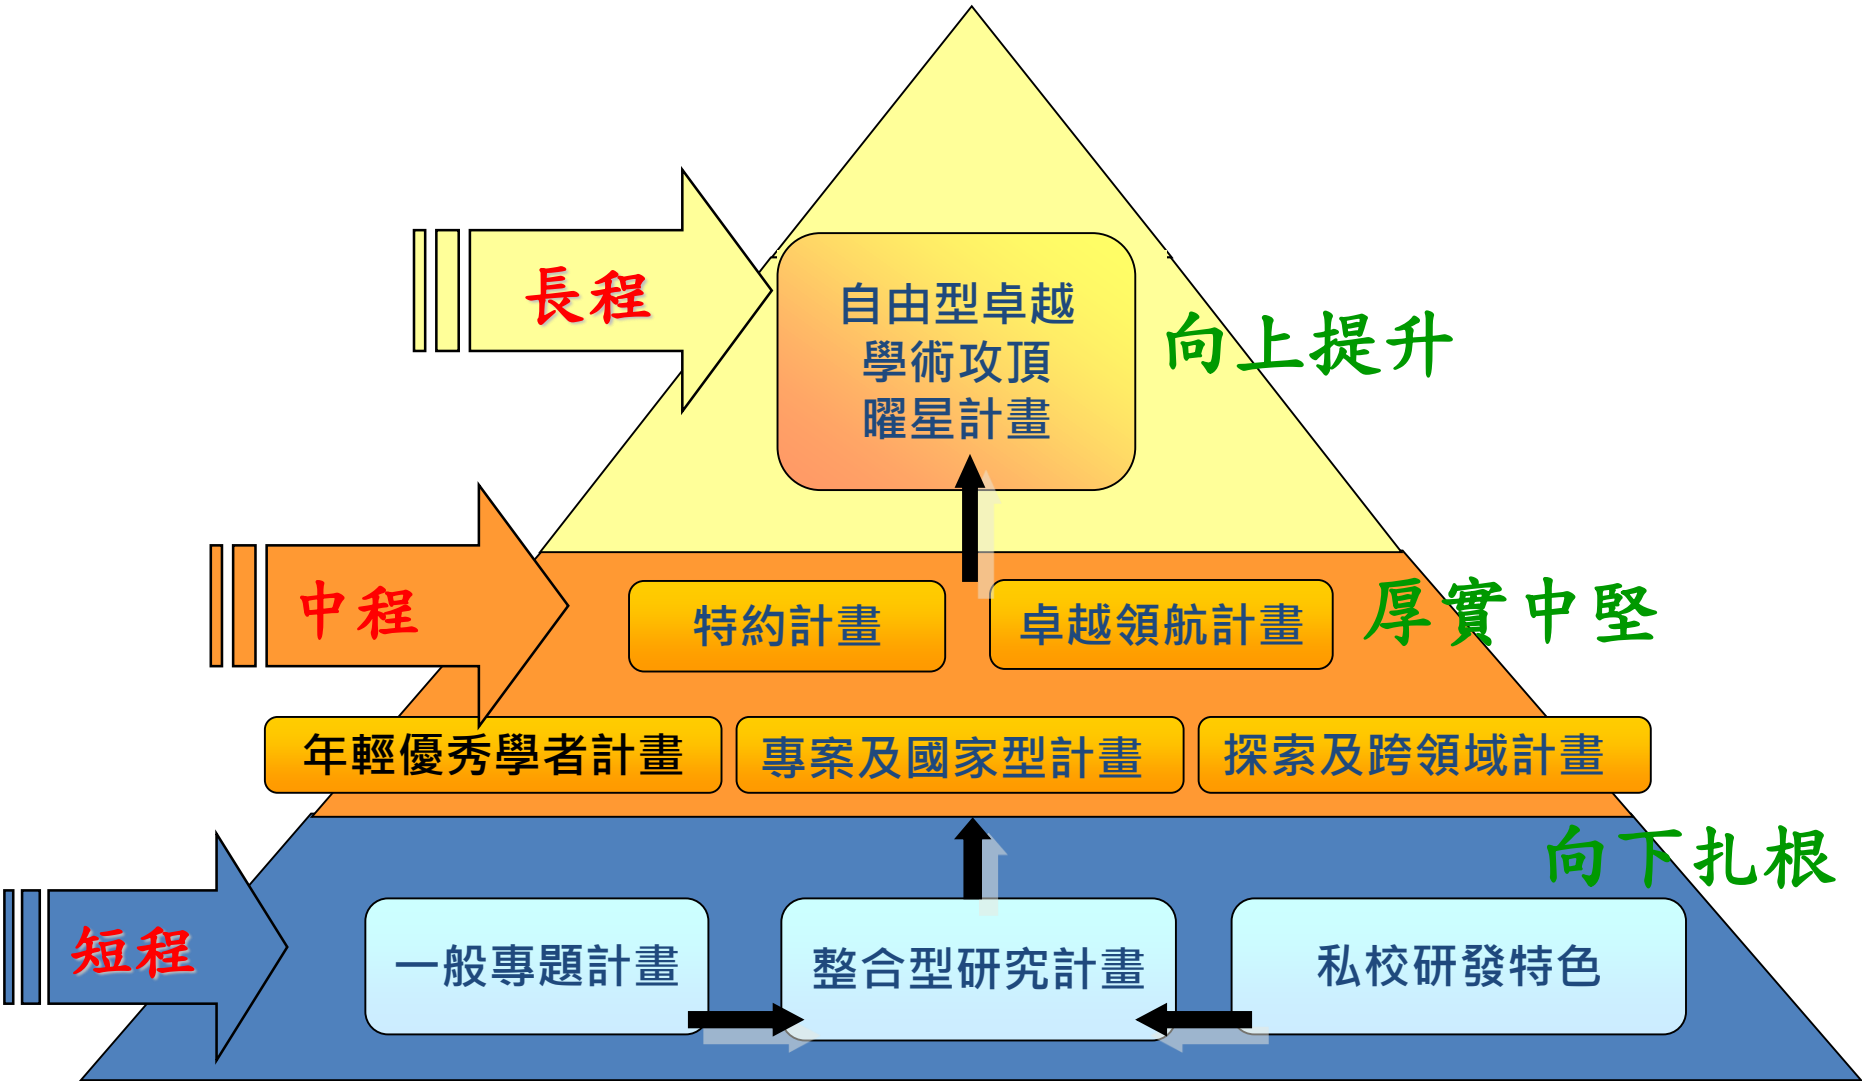 長程
自由型卓越
學術攻頂
曜星計畫
向上提升
中程
特約計畫
卓越領航計畫
厚實中堅
年輕優秀學者計畫
專案及國家型計畫
探索及跨領域計畫
向下扎根
短程
一般專題計畫
整合型研究計畫
私校研發特色